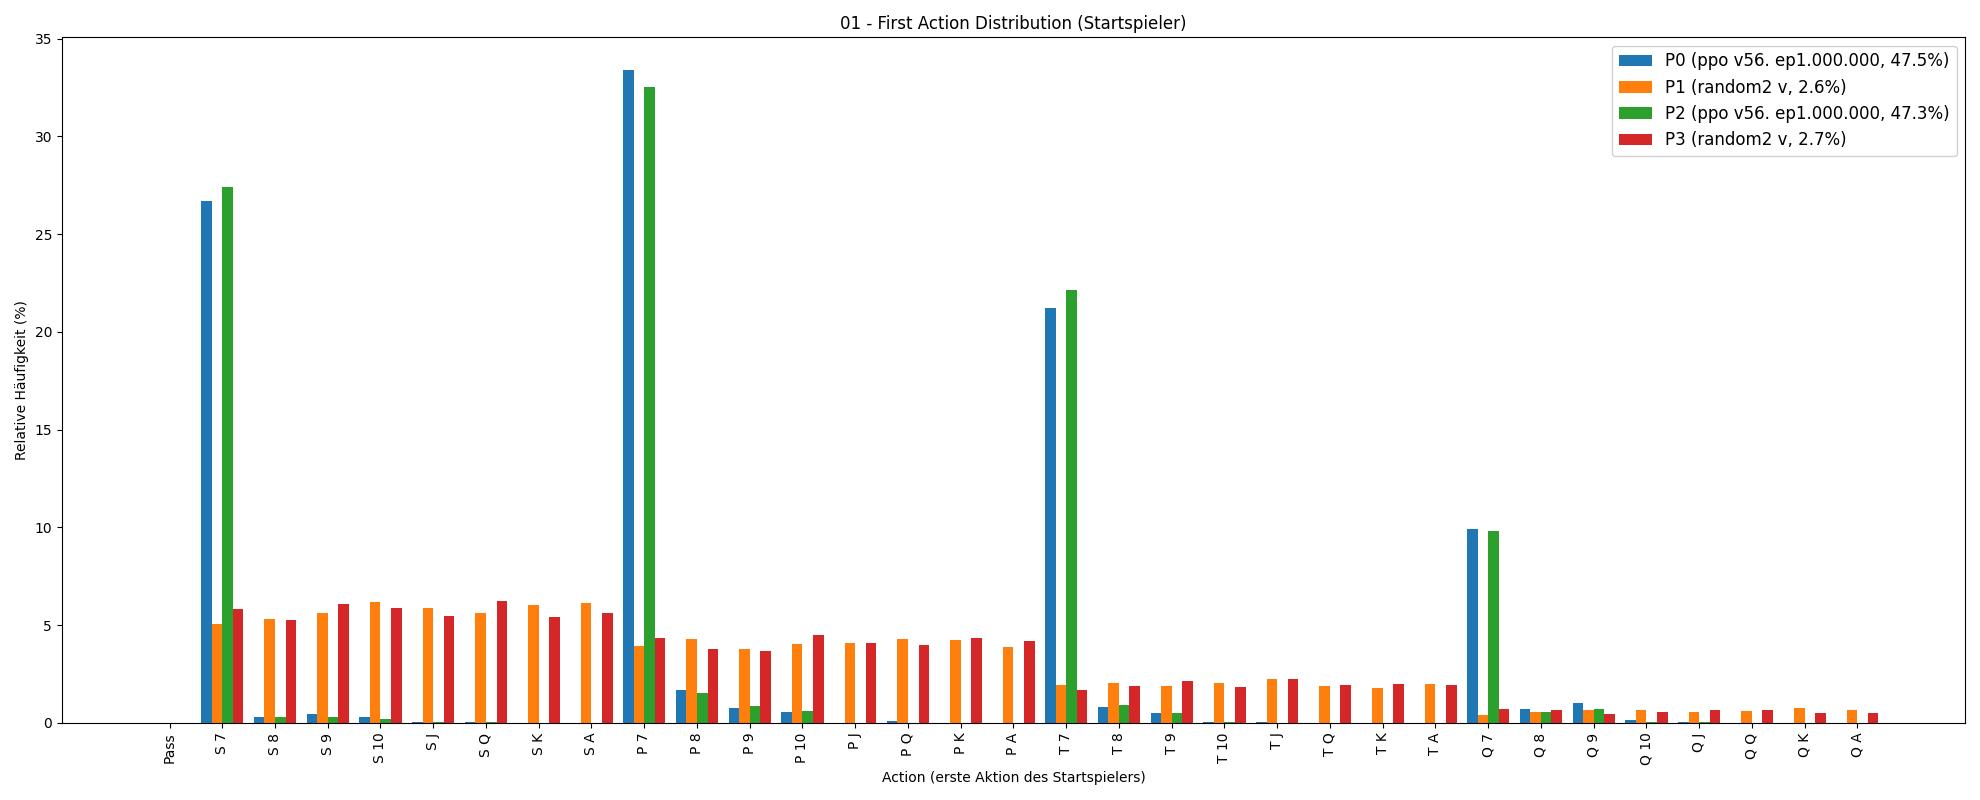 01 - First Action Distribution (Startspieler)
35
30
25
20
15
10
5
0
Relative Häufigkeit (%)
P0 (ppo v56. ep1.000.000, 47.5%)
P1 (random2 v, 2.6%)
P2 (ppo v56. ep1.000.000, 47.3%)
P3 (random2 v, 2.7%)
Pass
S 7
S 8
S 9
S 10
S J
S Q
S K
S A
P 7
P 8
P 9
P 10
P J
P Q
P K
P A
T 7
T 8
T 9
T 10
T J
T Q
T K
T A
Q 7
Q 8
Q 9
Q 10
Q J
Q Q
Q K
Q A
Action (erste Aktion des Startspielers)